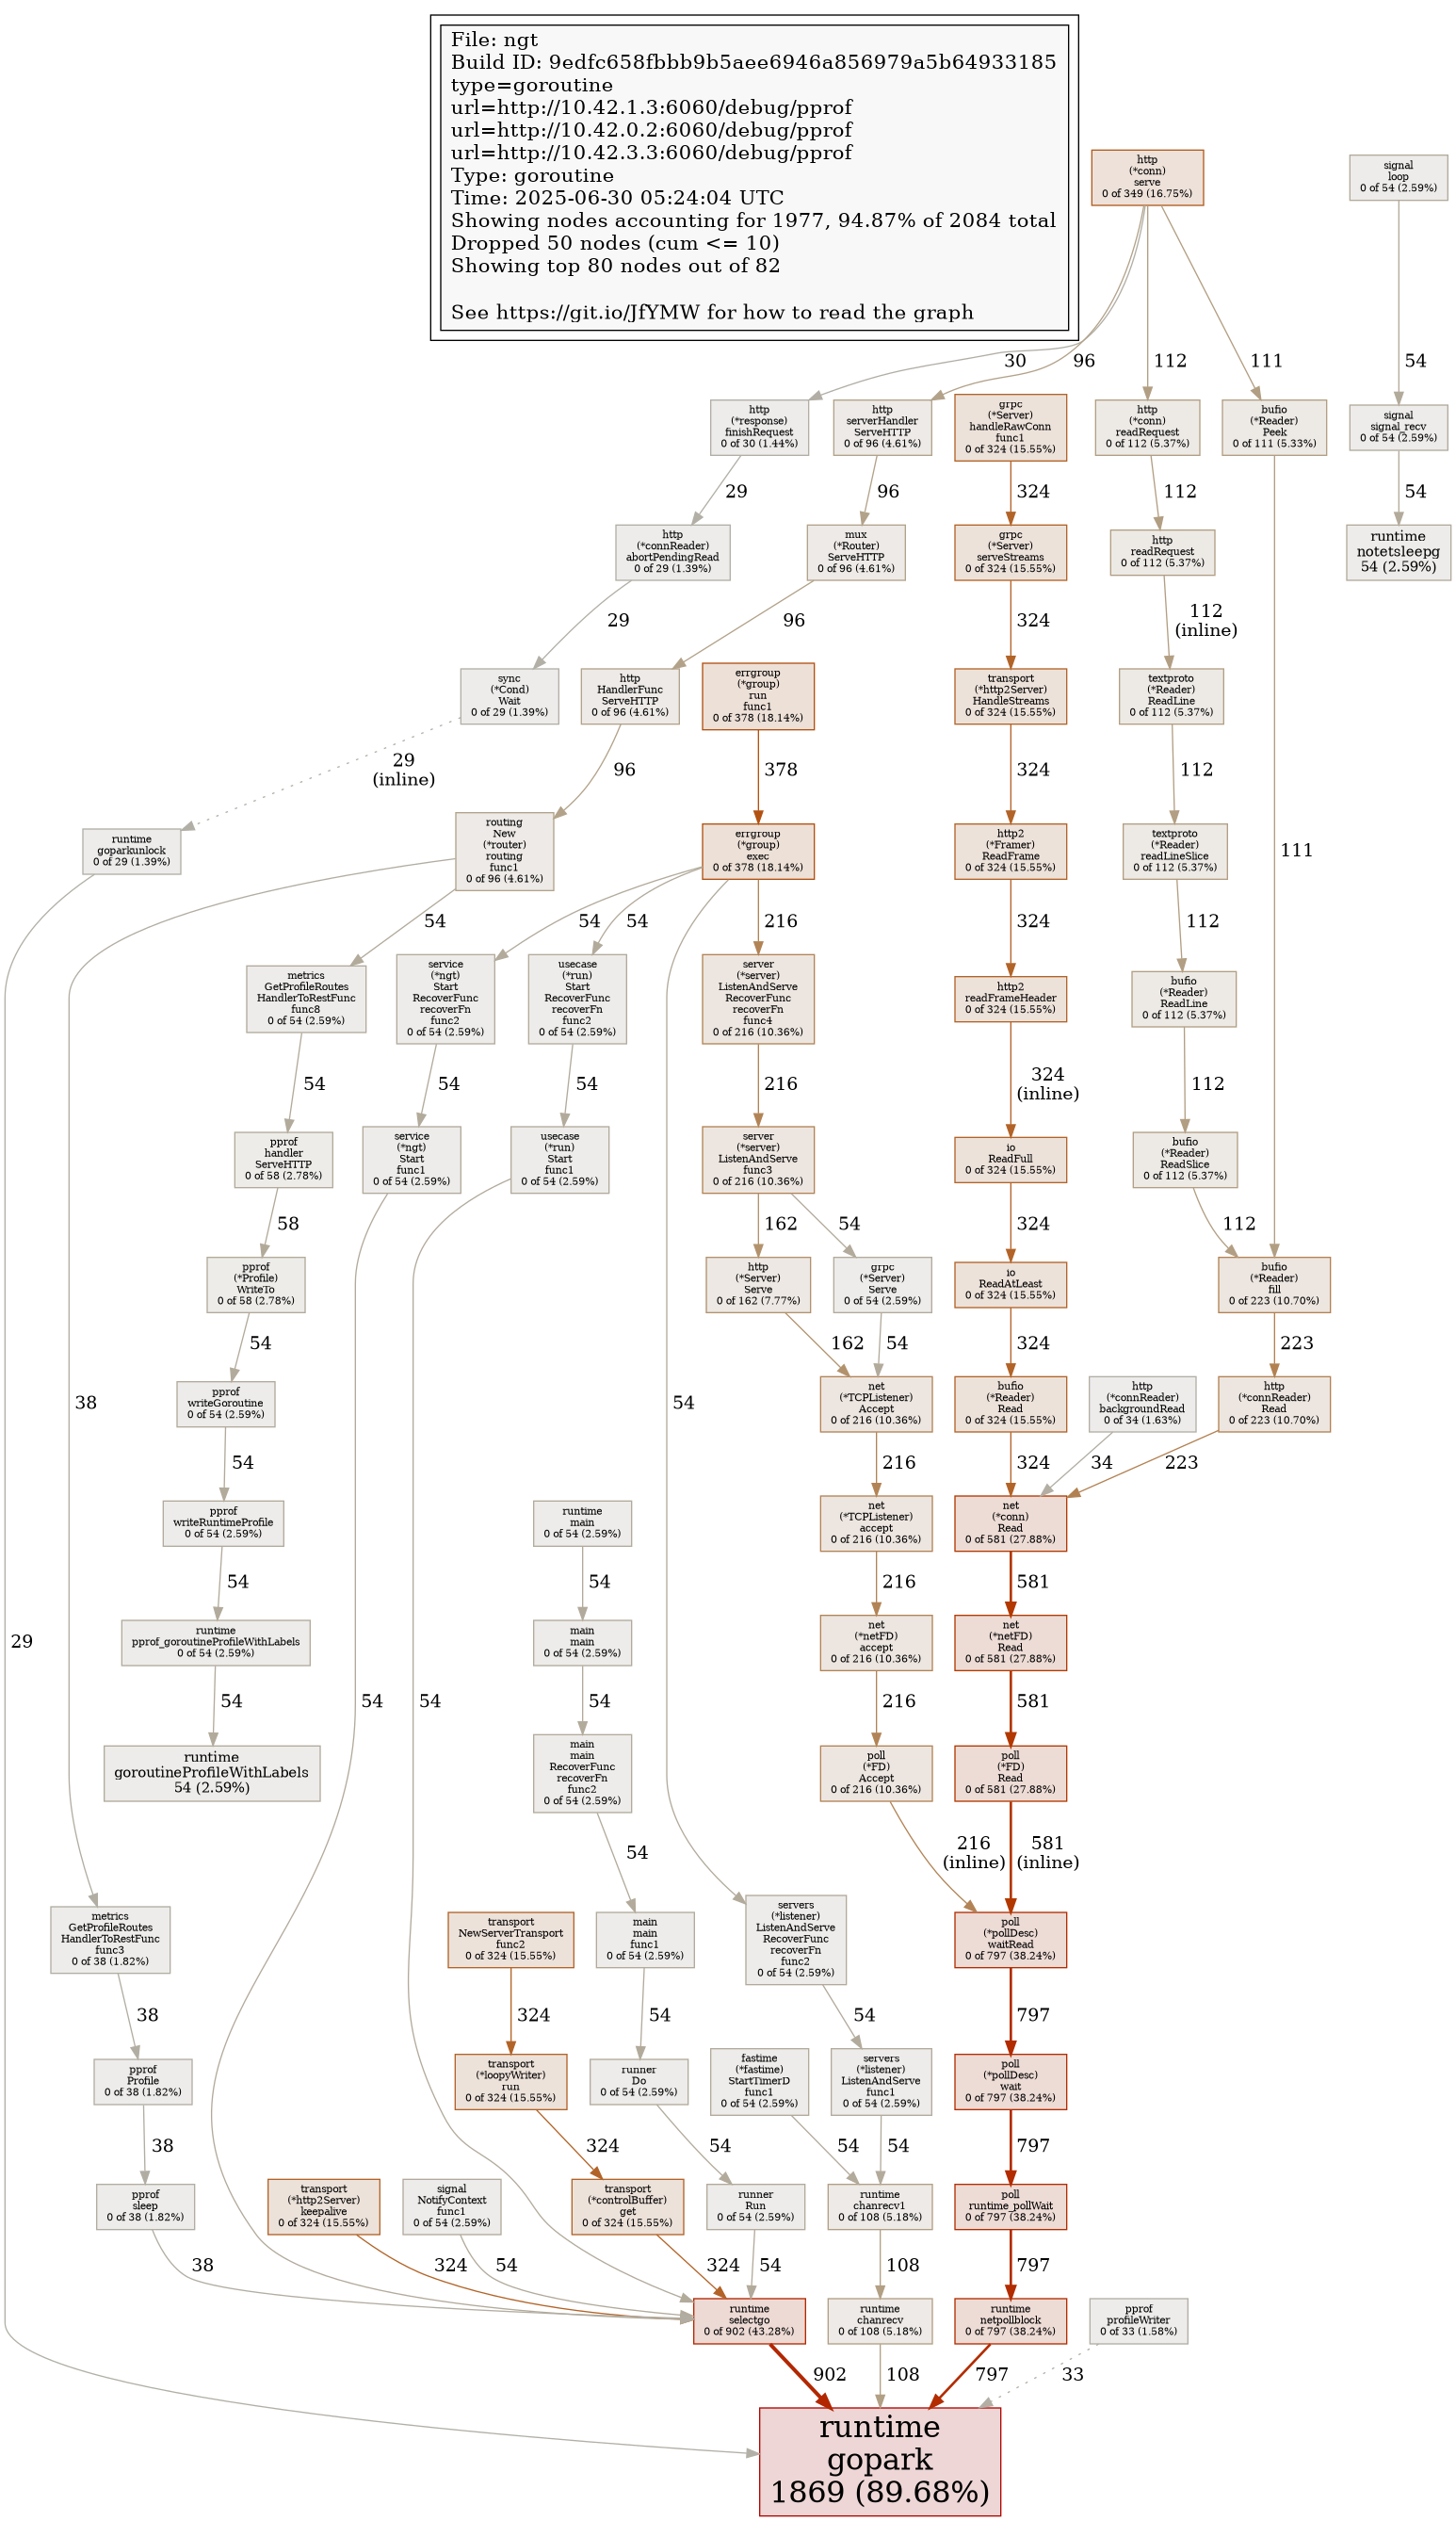 File: ngt
Build ID: 9edfc658fbbb9b5aee6946a856979a5b64933185
type=goroutine
url=http://10.42.1.3:6060/debug/pprof
url=http://10.42.0.2:6060/debug/pprof
url=http://10.42.3.3:6060/debug/pprof
Type: goroutine
Time: 2025-06-30 05:24:04 UTC
Showing nodes accounting for 1977, 94.87% of 2084 total
Dropped 50 nodes (cum <= 10)
Showing top 80 nodes out of 82
See https://git.io/JfYMW for how to read the graph
http
(*conn)
serve
0 of 349 (16.75%)
signal
loop
0 of 54 (2.59%)
30
96
112
111
54
http
(*response)
finishRequest
0 of 30 (1.44%)
http
serverHandler
ServeHTTP
0 of 96 (4.61%)
grpc
(*Server)
handleRawConn
func1
0 of 324 (15.55%)
http
(*conn)
readRequest
0 of 112 (5.37%)
bufio
(*Reader)
Peek
0 of 111 (5.33%)
signal
signal_recv
0 of 54 (2.59%)
29
96
324
112
54
http
(*connReader)
abortPendingRead
0 of 29 (1.39%)
mux
(*Router)
ServeHTTP
0 of 96 (4.61%)
grpc
(*Server)
serveStreams
0 of 324 (15.55%)
http
readRequest
0 of 112 (5.37%)
runtime
notetsleepg
54 (2.59%)
29
96
324
112
(inline)
sync
(*Cond)
Wait
0 of 29 (1.39%)
http
HandlerFunc
ServeHTTP
0 of 96 (4.61%)
errgroup
(*group)
run
func1
0 of 378 (18.14%)
transport
(*http2Server)
HandleStreams
0 of 324 (15.55%)
textproto
(*Reader)
ReadLine
0 of 112 (5.37%)
29
(inline)
96
378
324
112
runtime
goparkunlock
0 of 29 (1.39%)
routing
New
(*router)
routing
func1
0 of 96 (4.61%)
errgroup
(*group)
exec
0 of 378 (18.14%)
http2
(*Framer)
ReadFrame
0 of 324 (15.55%)
textproto
(*Reader)
readLineSlice
0 of 112 (5.37%)
111
54
54
54
216
324
112
metrics
GetProfileRoutes
HandlerToRestFunc
func8
0 of 54 (2.59%)
service
(*ngt)
Start
RecoverFunc
recoverFn
func2
0 of 54 (2.59%)
usecase
(*run)
Start
RecoverFunc
recoverFn
func2
0 of 54 (2.59%)
server
(*server)
ListenAndServe
RecoverFunc
recoverFn
func4
0 of 216 (10.36%)
http2
readFrameHeader
0 of 324 (15.55%)
bufio
(*Reader)
ReadLine
0 of 112 (5.37%)
54
54
54
216
324
(inline)
112
pprof
handler
ServeHTTP
0 of 58 (2.78%)
service
(*ngt)
Start
func1
0 of 54 (2.59%)
usecase
(*run)
Start
func1
0 of 54 (2.59%)
server
(*server)
ListenAndServe
func3
0 of 216 (10.36%)
io
ReadFull
0 of 324 (15.55%)
bufio
(*Reader)
ReadSlice
0 of 112 (5.37%)
58
162
54
324
112
pprof
(*Profile)
WriteTo
0 of 58 (2.78%)
http
(*Server)
Serve
0 of 162 (7.77%)
grpc
(*Server)
Serve
0 of 54 (2.59%)
io
ReadAtLeast
0 of 324 (15.55%)
bufio
(*Reader)
fill
0 of 223 (10.70%)
54
162
54
324
223
38
54
pprof
writeGoroutine
0 of 54 (2.59%)
net
(*TCPListener)
Accept
0 of 216 (10.36%)
bufio
(*Reader)
Read
0 of 324 (15.55%)
http
(*connReader)
backgroundRead
0 of 34 (1.63%)
http
(*connReader)
Read
0 of 223 (10.70%)
54
216
324
34
223
pprof
writeRuntimeProfile
0 of 54 (2.59%)
runtime
main
0 of 54 (2.59%)
net
(*TCPListener)
accept
0 of 216 (10.36%)
net
(*conn)
Read
0 of 581 (27.88%)
54
54
216
581
29
runtime
pprof_goroutineProfileWithLabels
0 of 54 (2.59%)
main
main
0 of 54 (2.59%)
net
(*netFD)
accept
0 of 216 (10.36%)
net
(*netFD)
Read
0 of 581 (27.88%)
54
54
54
54
216
581
runtime
goroutineProfileWithLabels
54 (2.59%)
main
main
RecoverFunc
recoverFn
func2
0 of 54 (2.59%)
poll
(*FD)
Accept
0 of 216 (10.36%)
poll
(*FD)
Read
0 of 581 (27.88%)
54
216
(inline)
581
(inline)
metrics
GetProfileRoutes
HandlerToRestFunc
func3
0 of 38 (1.82%)
transport
NewServerTransport
func2
0 of 324 (15.55%)
main
main
func1
0 of 54 (2.59%)
servers
(*listener)
ListenAndServe
RecoverFunc
recoverFn
func2
0 of 54 (2.59%)
poll
(*pollDesc)
waitRead
0 of 797 (38.24%)
38
324
54
54
797
pprof
Profile
0 of 38 (1.82%)
transport
(*loopyWriter)
run
0 of 324 (15.55%)
runner
Do
0 of 54 (2.59%)
fastime
(*fastime)
StartTimerD
func1
0 of 54 (2.59%)
servers
(*listener)
ListenAndServe
func1
0 of 54 (2.59%)
poll
(*pollDesc)
wait
0 of 797 (38.24%)
38
324
54
54
54
797
pprof
sleep
0 of 38 (1.82%)
transport
(*http2Server)
keepalive
0 of 324 (15.55%)
signal
NotifyContext
func1
0 of 54 (2.59%)
transport
(*controlBuffer)
get
0 of 324 (15.55%)
runner
Run
0 of 54 (2.59%)
runtime
chanrecv1
0 of 108 (5.18%)
poll
runtime_pollWait
0 of 797 (38.24%)
38
324
54
324
54
108
797
runtime
selectgo
0 of 902 (43.28%)
runtime
chanrecv
0 of 108 (5.18%)
runtime
netpollblock
0 of 797 (38.24%)
pprof
profileWriter
0 of 33 (1.58%)
902
108
797
33
runtime
gopark
1869 (89.68%)